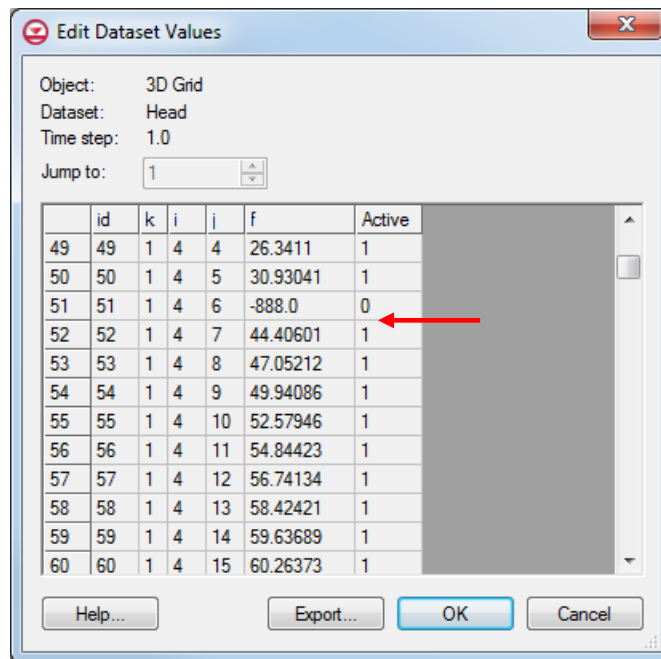 Edit Dataset Values
Object: 3D Grid
Dataset: Head
Time step: 1.0
Jump to: 1
id k i j f Active
49 49 1 4 4 26.3411 1
50 50 1 4 5 30.93041 1
51 51 1 4 6 -888.0 0
52 52 1 4 7 44.40601 1
53 53 1 4 8 47.05212 1
54 54 1 4 9 49.94086 1
55 55 1 4 10 52.57946 1
56 56 1 4 11 54.84423 1
57 57 1 4 12 56.74134 1
58 58 1 4 13 58.42421 1
59 59 1 4 14 59.63689 1
60 60 1 4 15 60.26373 1
Help... Export... OK Cancel